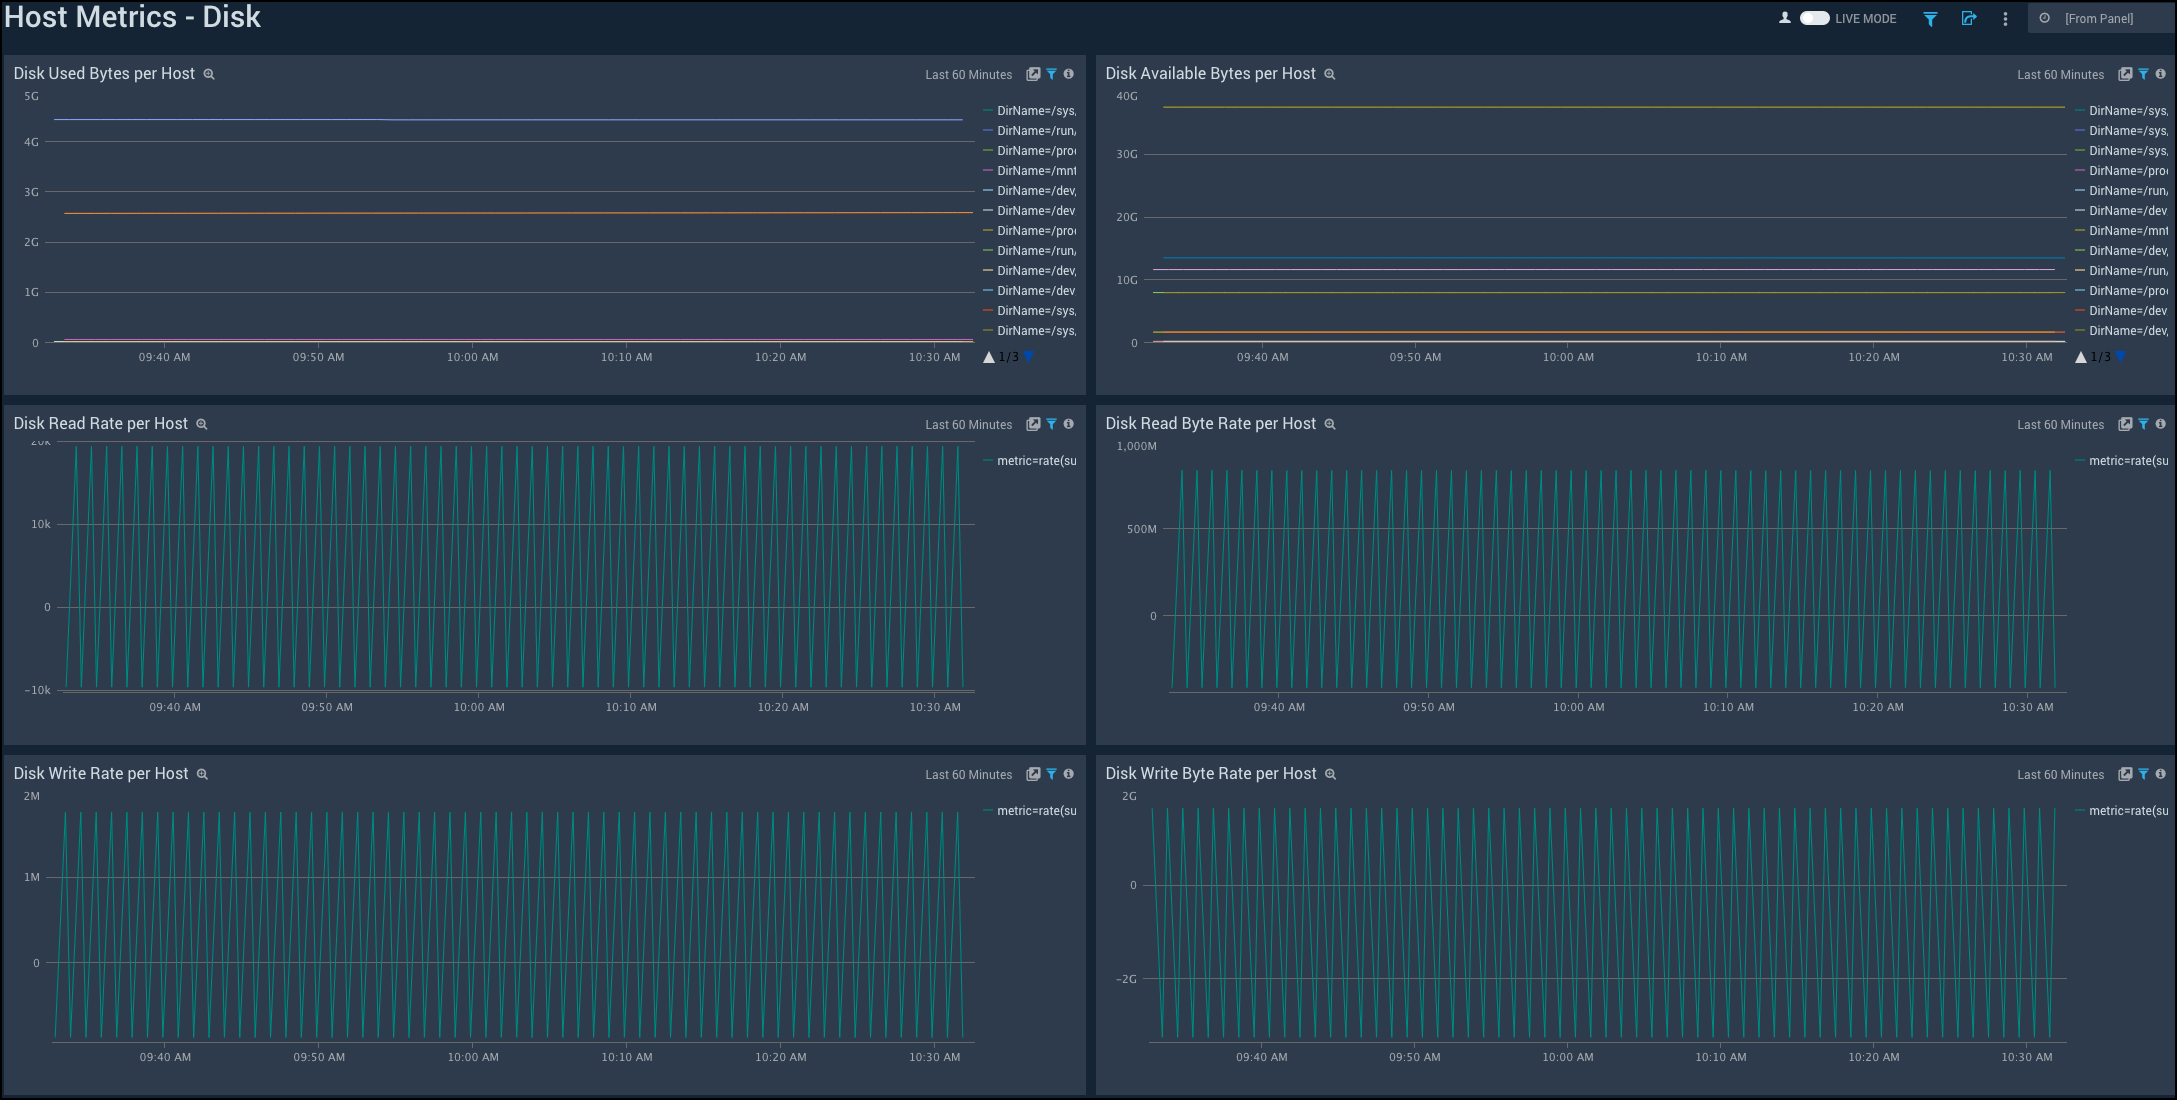 Host Metrics - Disk
LIVE MODE
[From Panel]
Disk Used Bytes per Host
Last 60 Minutes
5G
4G
3G
2G
1G
0
09:40 AM
09:50 AM
10:00 AM
10:10 AM
10:20 AM
10:30 AM
DirName=/sys,
DirName=/run/
DirName=/pro
DirName=/mnt
DirName=/dev,
DirName=/dev
DirName=/pro
DirName=/run/
DirName=/dev,
DirName=/dev
DirName=/sys,
DirName=/sys,
1/3
Disk Available Bytes per Host
Last 60 Minutes
40G
30G
20G
10G
0
09:40 AM
09:50 AM
10:00 AM
10:10 AM
10:20 AM
10:30 AM
DirName=/sys,
DirName=/sys,
DirName=/sys,
DirName=/pro
DirName=/run/
DirName=/dev
DirName=/mnt
DirName=/dev,
DirName=/run/
DirName=/pro
DirName=/dev
DirName=/dev,
1/3
Disk Read Rate per Host
Last 60 Minutes
20k
10k
0
−10k
09:40 AM
09:50 AM
10:00 AM
10:10 AM
10:20 AM
10:30 AM
metric=rate(su
Disk Read Byte Rate per Host
Last 60 Minutes
1,000M
500M
0
09:40 AM
09:50 AM
10:00 AM
10:10 AM
10:20 AM
10:30 AM
metric=rate(su
Disk Write Rate per Host
Last 60 Minutes
2M
1M
0
09:40 AM
09:50 AM
10:00 AM
10:10 AM
10:20 AM
10:30 AM
metric=rate(su
Disk Write Byte Rate per Host
Last 60 Minutes
2G
0
−2G
09:40 AM
09:50 AM
10:00 AM
10:10 AM
10:20 AM
10:30 AM
metric=rate(su